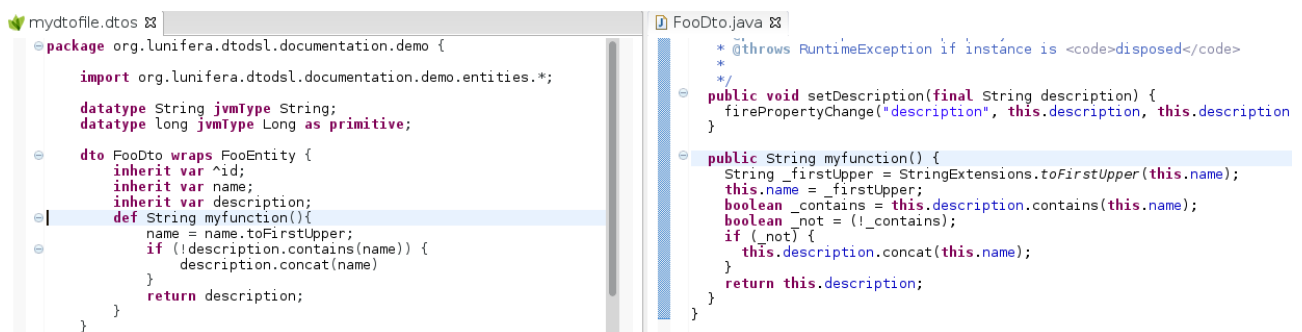 mydtofile.dtos
package org.lunifera.dtodsl.documentation.demo {
import org.lunifera.dtodsl.documentation.demo.entities.*;
datatype String jvmType String;
datatype long jvmType Long as primitive;
dto FooDto wraps FooEntity {
inherit var ^id;
inherit var name;
inherit var description;
def String myfunction(){
name = name.toFirstUpper;
if (!description.contains(name)) {
description.concat(name)
}
return description;
}
}
FooDto.java
* @throws RuntimeException if instance is <code>disposed</code>
*
*/
public void setDescription(final String description) {
firePropertyChange("description", this.description, this.description
}
public String myfunction() {
String _firstUpper = StringExtensions.toFirstUpper(this.name);
this.name = _firstUpper;
boolean _contains = this.description.contains(this.name);
boolean _not = (!_contains);
if (_not) {
this.description.concat(this.name);
}
return this.description;
}
}